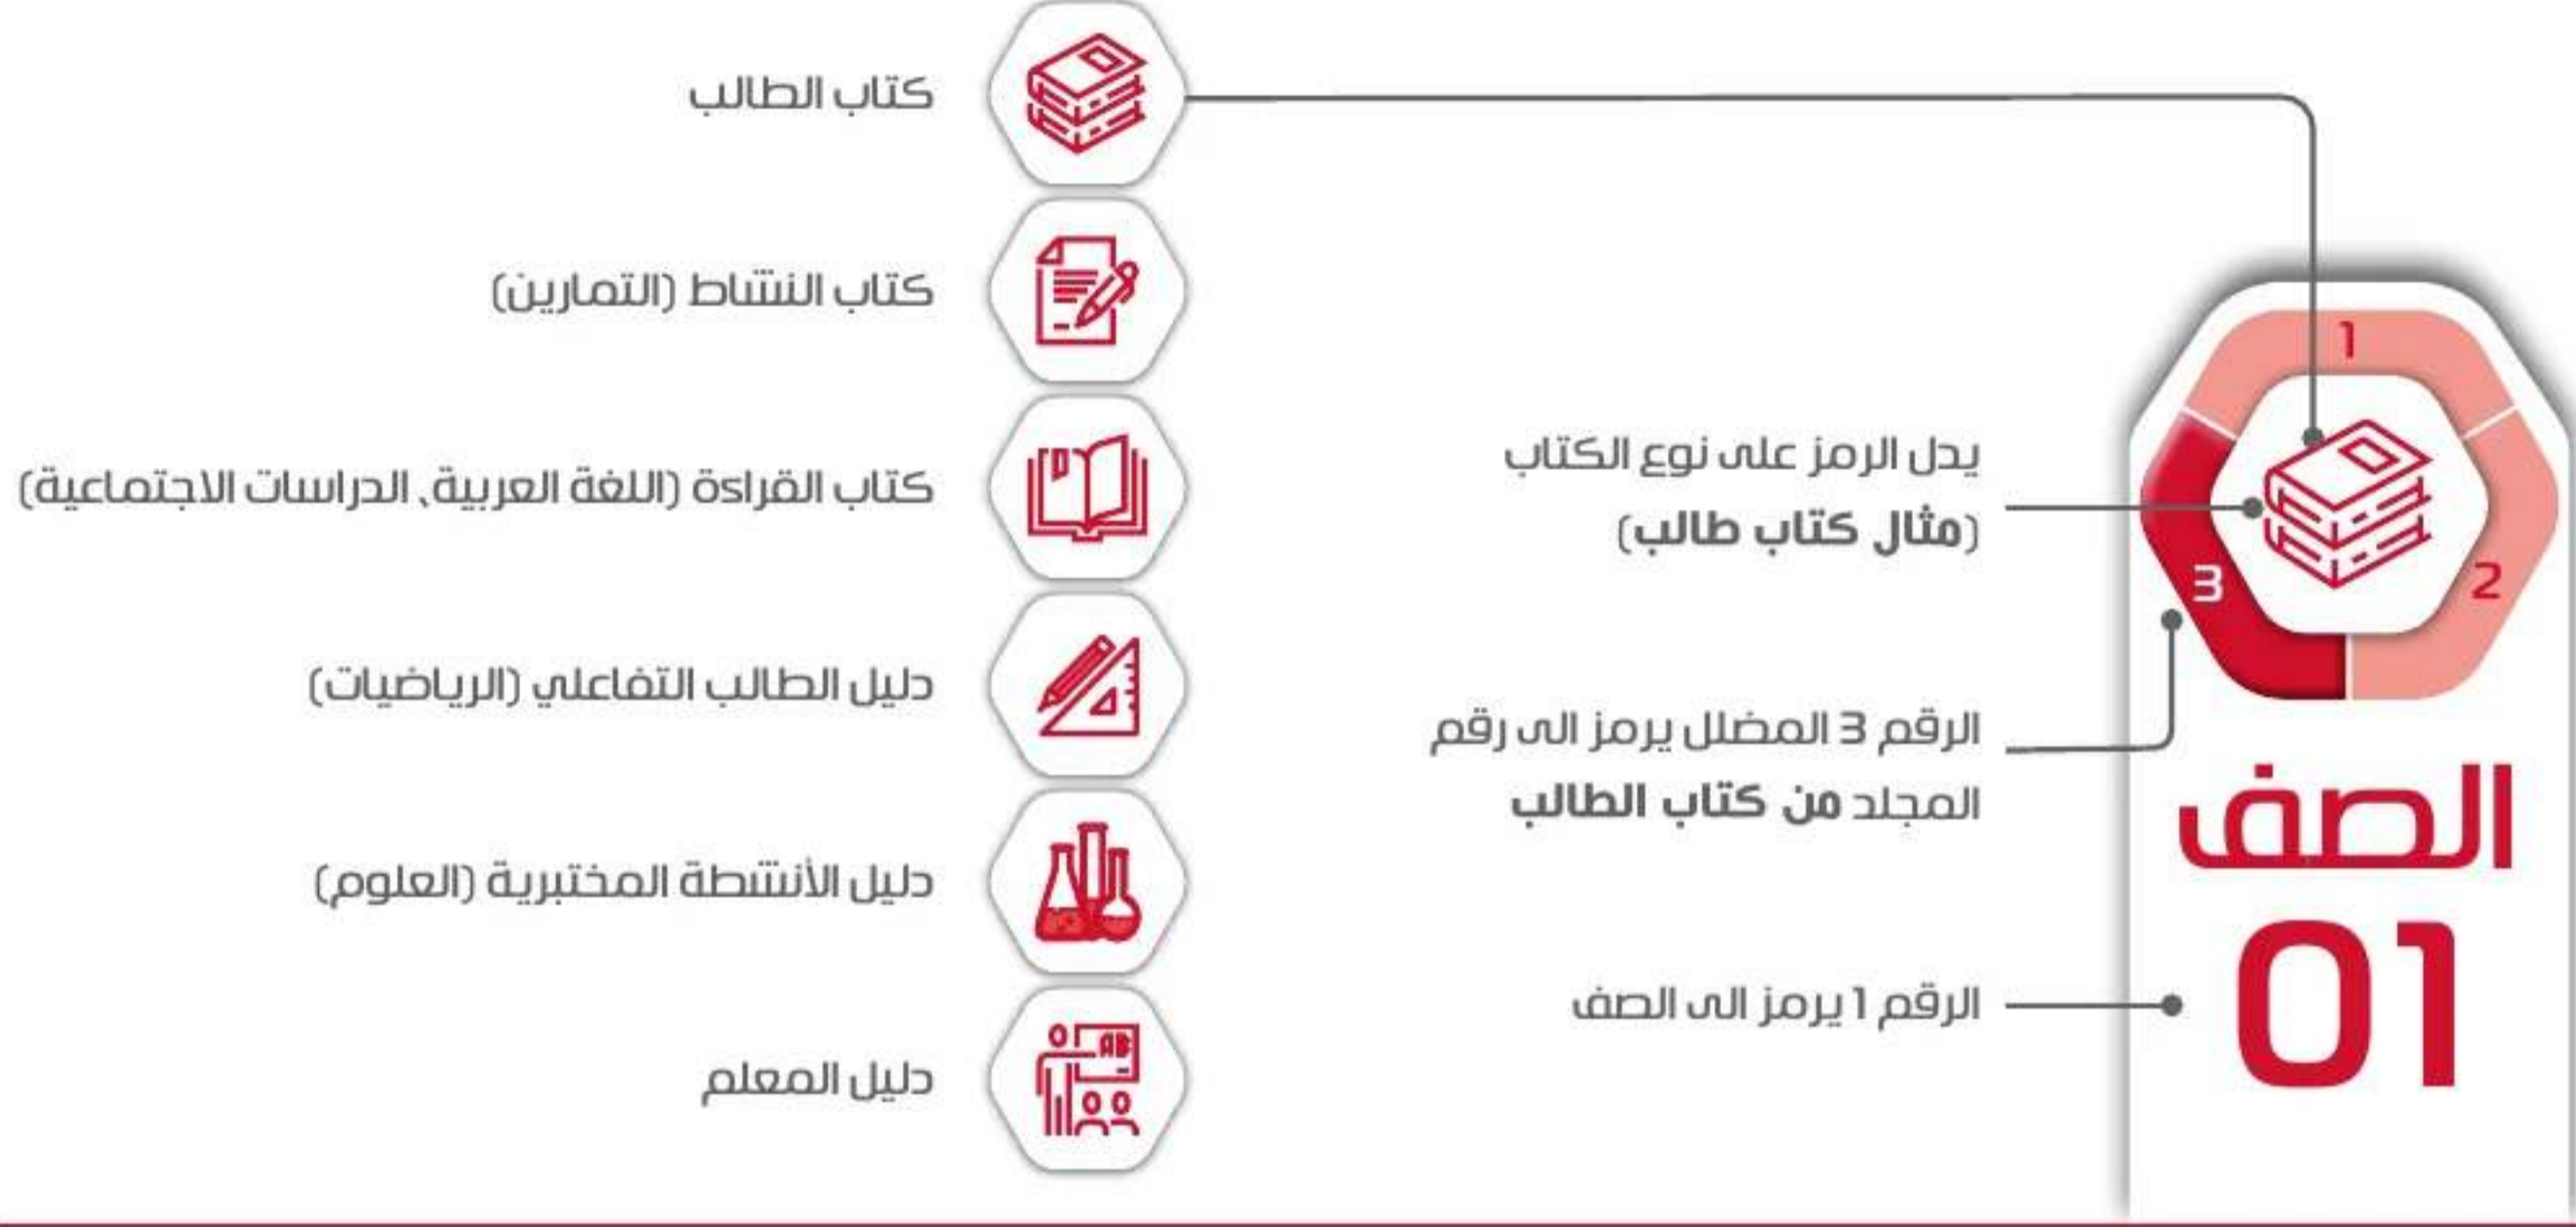 1
2
3
الصف
01
يدل الرمز على نوع الكتاب
(مثال كتاب طالب)
الرقم 3 المضلل يرمز الى رقم
المجلد من كتاب الطالب
الرقم 1 يرمز الى الصف
كتاب الطالب
كتاب النشاط (التمارين)
كتاب القراءة (اللغة العربية، الدراسات الاجتماعية)
دليل الطالب التفاعلي (الرياضيات)
دليل الأنشطة المختبرية (العلوم)
AB
دليل المعلم